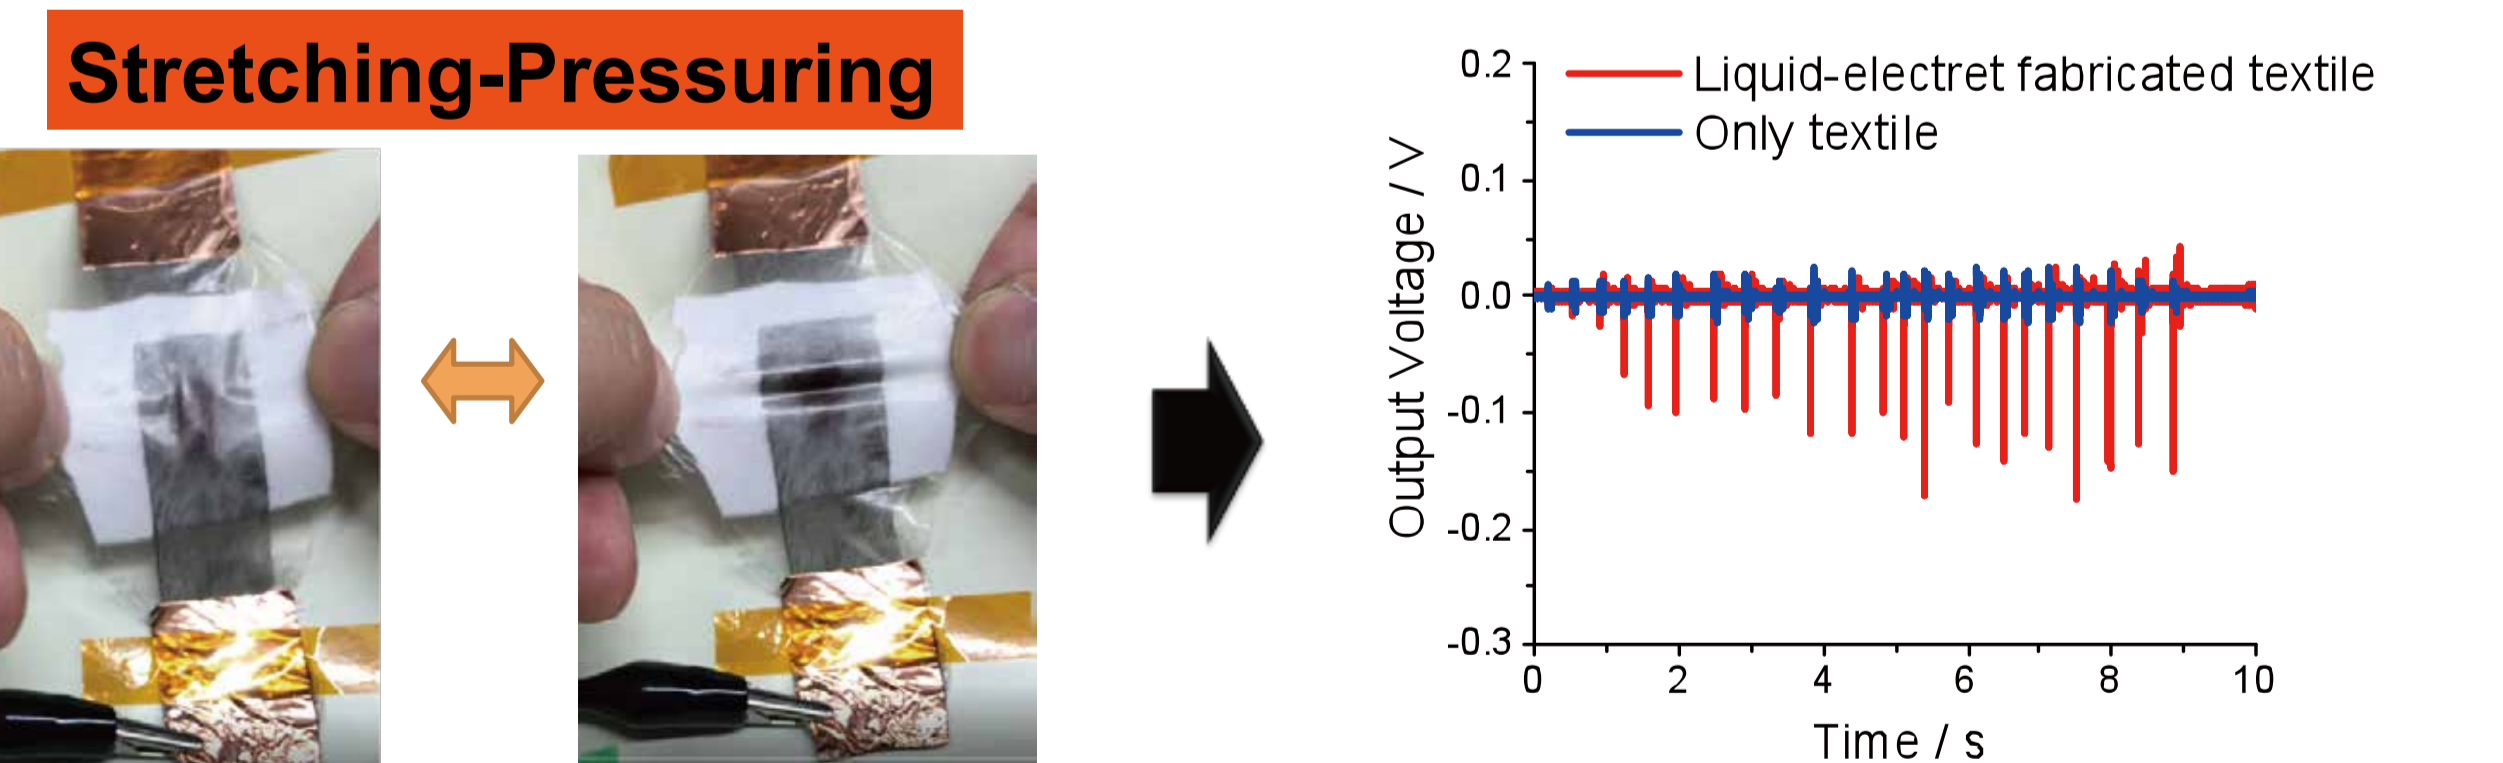 Stretching-Pressuring
Liquid-electret fabricated textile
Only textile
Output Voltage / V
0.2
0.1
0.0
-0.1
-0.2
-0.3
0 2 4 6 8 10
Time / s